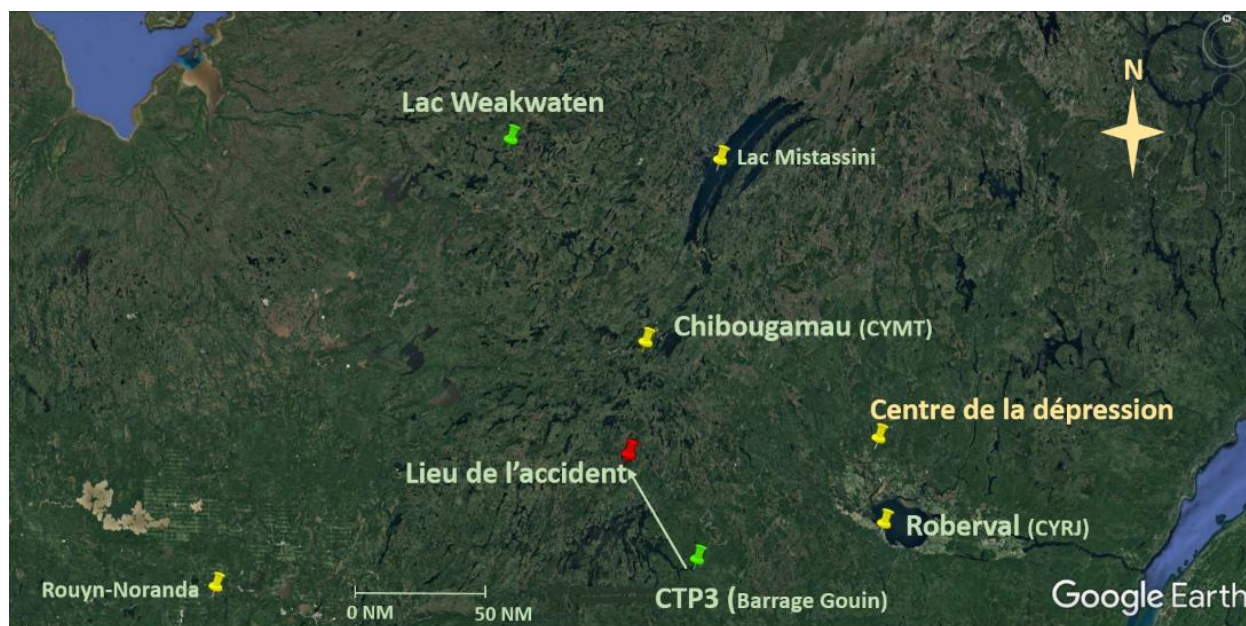 N
Lac Weakwaten
Lac Mistassini
Chibougamau (CYMT)
Centre de la dépression
Lieu de l'accident
Roberval (CYRJ)
Rouyn-Noranda
0 NM 50 NM
CTP3 (Barrage Gouin)
Google Earth